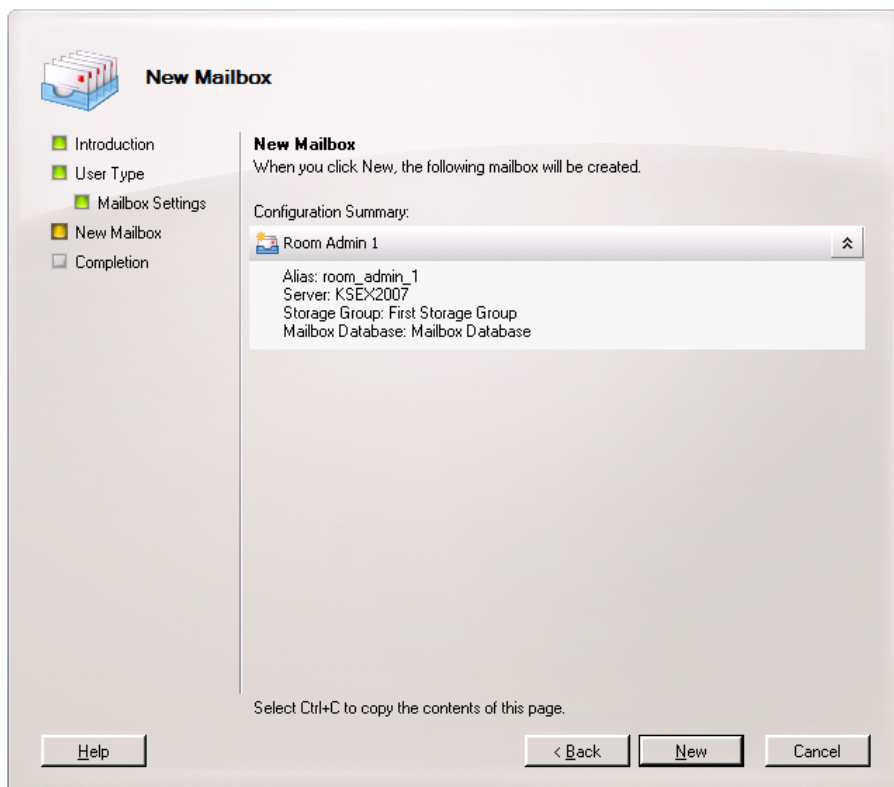 New Mailbox
Introduction
User Type
Mailbox Settings
New Mailbox
Completion
New Mailbox
When you click New, the following mailbox will be created.
Configuration Summary:
Room Admin 1
Alias: room_admin_1
Server: KSEX2007
Storage Group: First Storage Group
Mailbox Database: Mailbox Database
Select Ctrl+C to copy the contents of this page.
Help
< Back
New
Cancel